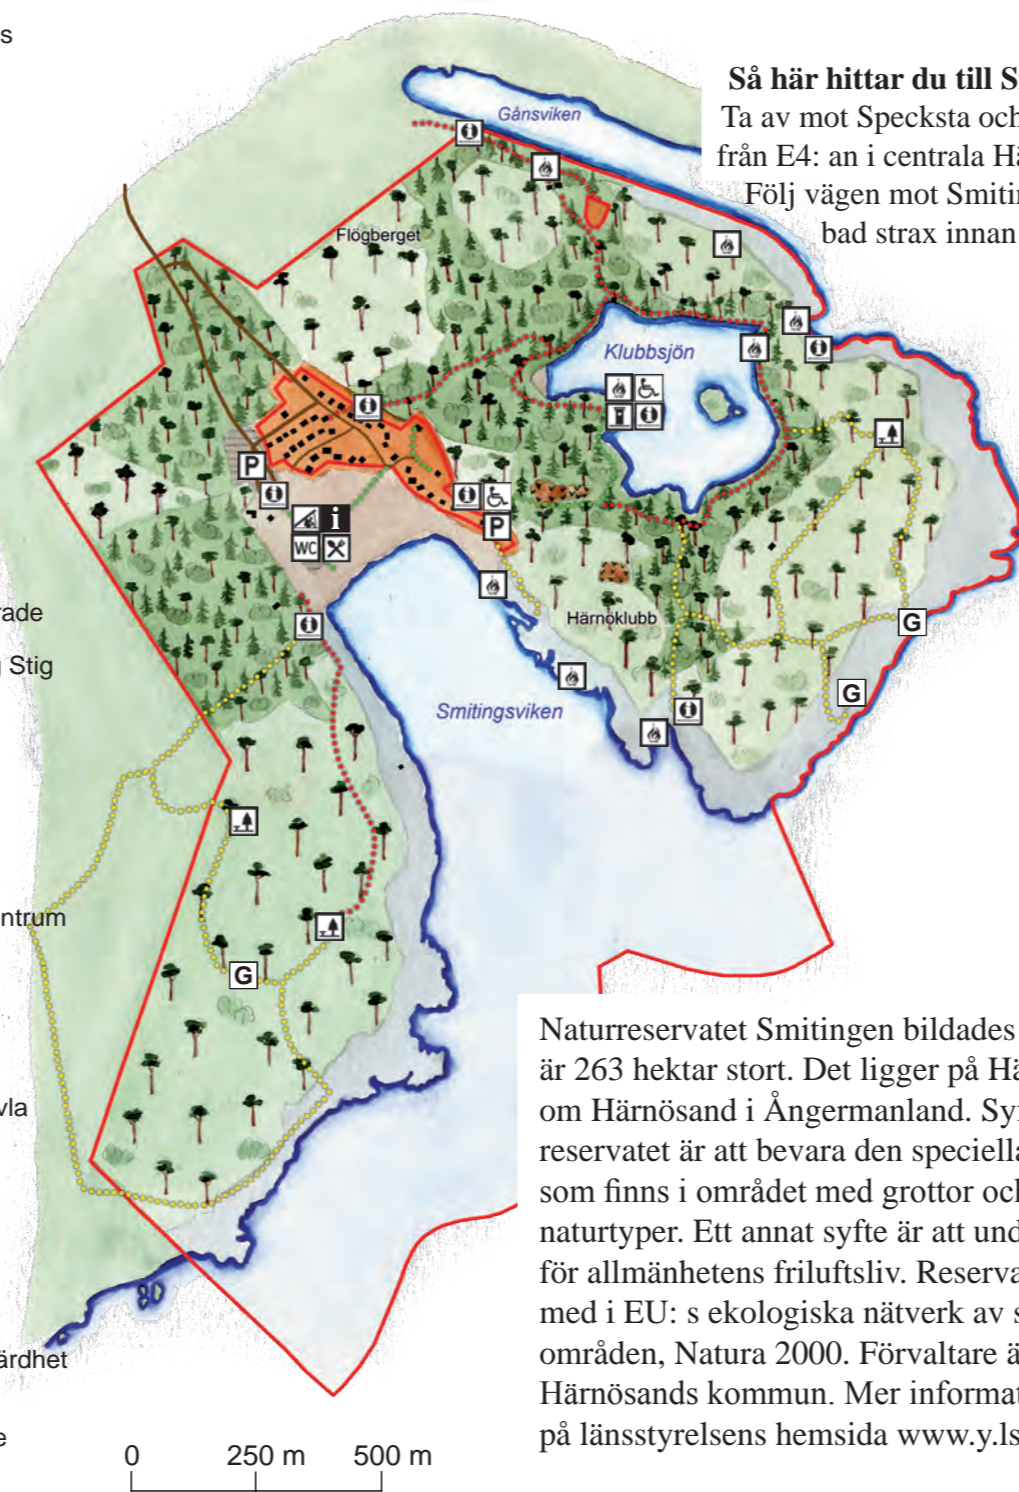 s
Så här hittar du till S
Ta av mot Specksta och
från E4: an i centrala Hä
Följ vägen mot Smitin
bad strax innan
Gånsviken
Flögberget
Klubbsjön
P
i
WC
P
Härnöklubb
G
G
Smitingsviken
rade
Stig
ntrum
G
vla
ärdhet
e
Naturreservatet Smitingen bildades
är 263 hektar stort. Det ligger på Hä
om Härnösand i Ångermanland. Syf
reservatet är att bevara den speciella
som finns i området med grottor och
naturtyper. Ett annat syfte är att und
för allmänhetens friluftsliv. Reserva
med i EU: s ekologiska nätverk av s
områden, Natura 2000. Förvaltare ä
Härnösands kommun. Mer informat
på länsstyrelsens hemsida www.y.ls
0 250 m 500 m